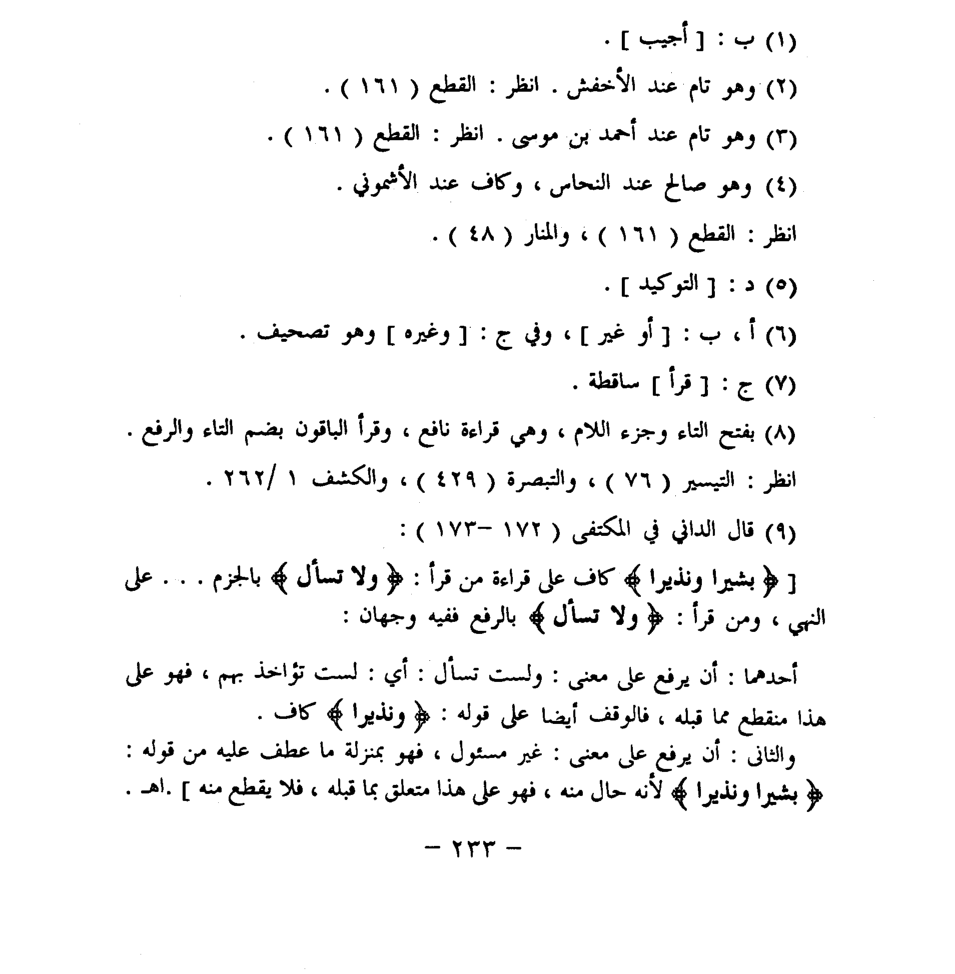 (١) ب : [ أجيب ] .
(٢) وهو تام عند الأخفش . انظر : القطع ( ١٦١ ) .
(٣) وهو تام عند أحمد بن موسى . انظر : القطع ( ١٦١ ) .
(٤) وهو صالح عند النحاس ، وكاف عند الأشموني .
انظر : القطع ( ١٦١ ) ، والمنار ( ٤٨ ) .
(٥) د : [ التوكيد ] .
(٦) أ ، ب : [ أو غير ] ، وفي ج : [ وغيره ] وهو تصحيف .
(٧) ج : [ قرأ ] ساقطة .
(٨) بفتح التاء وجزء اللام ، وهي قراءة نافع ، وقرأ الباقون بضم التاء والرفع .
انظر : التيسير ( ٧٦ ) ، والتبصرة ( ٤٢٩ ) ، والكشف ١ /٢٦٢ .
(٩) قال الداني في المكتفى ( ١٧٢ –١٧٣ ) :
[ ﴿ بشيرا ونذيرا ﴾ كاف على قراءة من قرأ : ﴿ ولا تسأل ﴾ بالجزم . . . على
النهي ، ومن قرأ : ﴿ ولا تسأل ﴾ بالرفع ففيه وجهان :
أحدهما : أن يرفع على معنى : ولست تسأل : أي : لست تؤاخذ بهم ، فهو على
هذا منقطع مما قبله ، فالوقف أيضا على قوله : ﴿ ونذيرا ﴾ كاف .
والثانى : أن يرفع على معنى : غير مسئول ، فهو بمنزلة ما عطف عليه من قوله :
﴿ بشيرا ونذيرا ﴾ لأنه حال منه ، فهو على هذا متعلق بما قبله ، فلا يقطع منه ] .اهـ .
– ٢٣٣ –